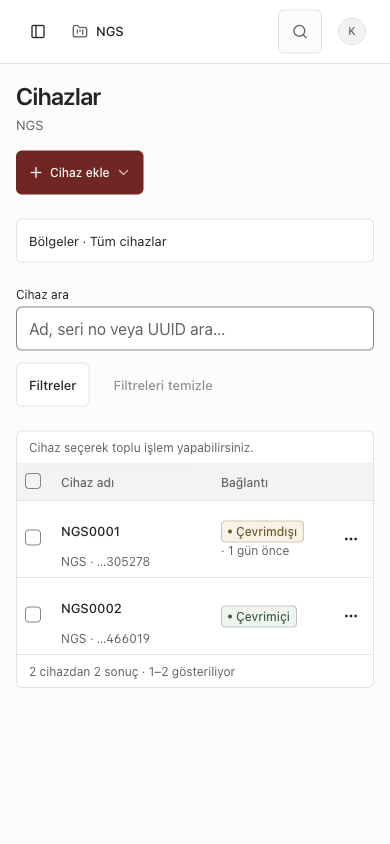 NGS
K
Cihazlar
NGS
+ Cihaz ekle
Bölgeler · Tüm cihazlar
Cihaz ara
Ad, seri no veya UUID ara...
Filtreler
Filtreleri temizle
Cihaz seçerek toplu işlem yapabilirsiniz.
Cihaz adı
Bağlantı
NGS0001
• Çevrimdışı
NGS · ...305278
· 1 gün önce
NGS0002
• Çevrimiçi
NGS · ...466019
2 cihazdan 2 sonuç · 1–2 gösteriliyor